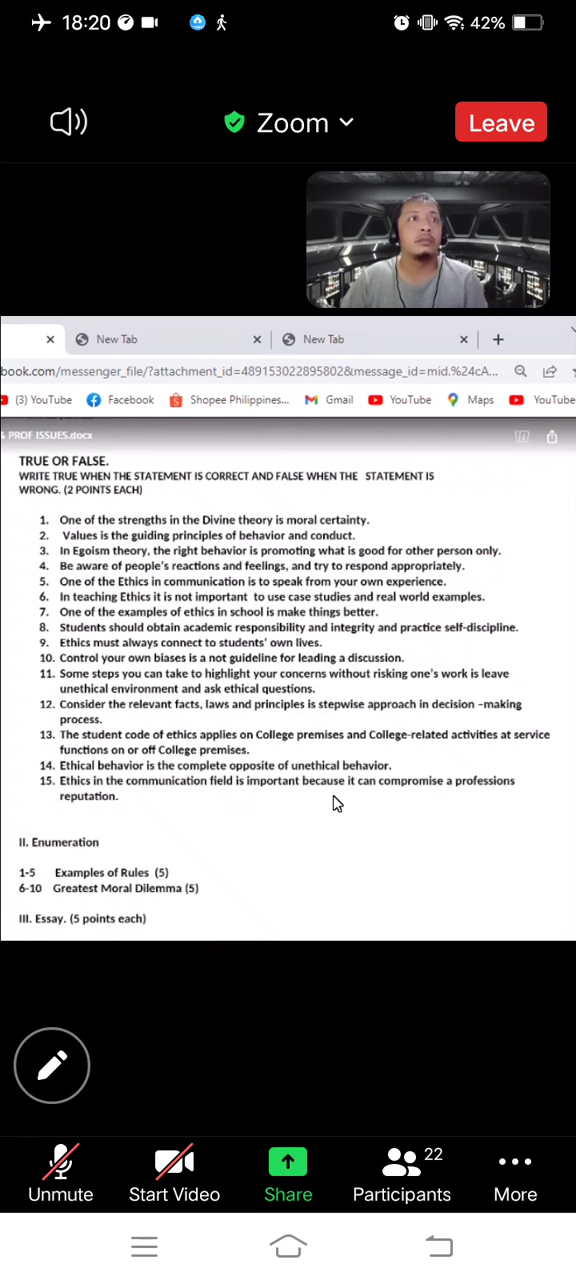 18:20
42%
Zoom
Leave
New Tab
New Tab
book.com/messenger_file/?attachment_id=4891530228958028&message_id=mid.%24cA...
(3) YouTube Facebook Shopee Philippines... Gmail YouTube Maps YouTube
& PROF ISSUES.docx
TRUE OR FALSE.
WRITE TRUE WHEN THE STATEMENT IS CORRECT AND FALSE WHEN THE STATEMENT IS
WRONG. (2 POINTS EACH)
1. One of the strengths in the Divine theory is moral certainty.
2. Values is the guiding principles of behavior and conduct.
3. In Egoism theory, the right behavior is promoting what is good for other person only.
4. Be aware of people's reactions and feelings, and try to respond appropriately.
5. One of the Ethics in communication is to speak from your own experience.
6. In teaching Ethics it is not important to use case studies and real world examples.
7. One of the examples of ethics in school is make things better.
8. Students should obtain academic responsibility and integrity and practice self-discipline.
9. Ethics must always connect to students' own lives.
10. Control your own biases is a not guideline for leading a discussion.
11. Some steps you can take to highlight your concerns without risking one's work is leave
unethical environment and ask ethical questions.
12. Consider the relevant facts, laws and principles is stepwise approach in decision –making
process.
13. The student code of ethics applies on College premises and College-related activities at service
functions on or off College premises.
14. Ethical behavior is the complete opposite of unethical behavior.
15. Ethics in the communication field is important because it can compromise a professions
reputation.
II. Enumeration
1-5 Examples of Rules (5)
6-10 Greatest Moral Dilemma (5)
III. Essay. (5 points each)
22
Unmute Start Video Share Participants More